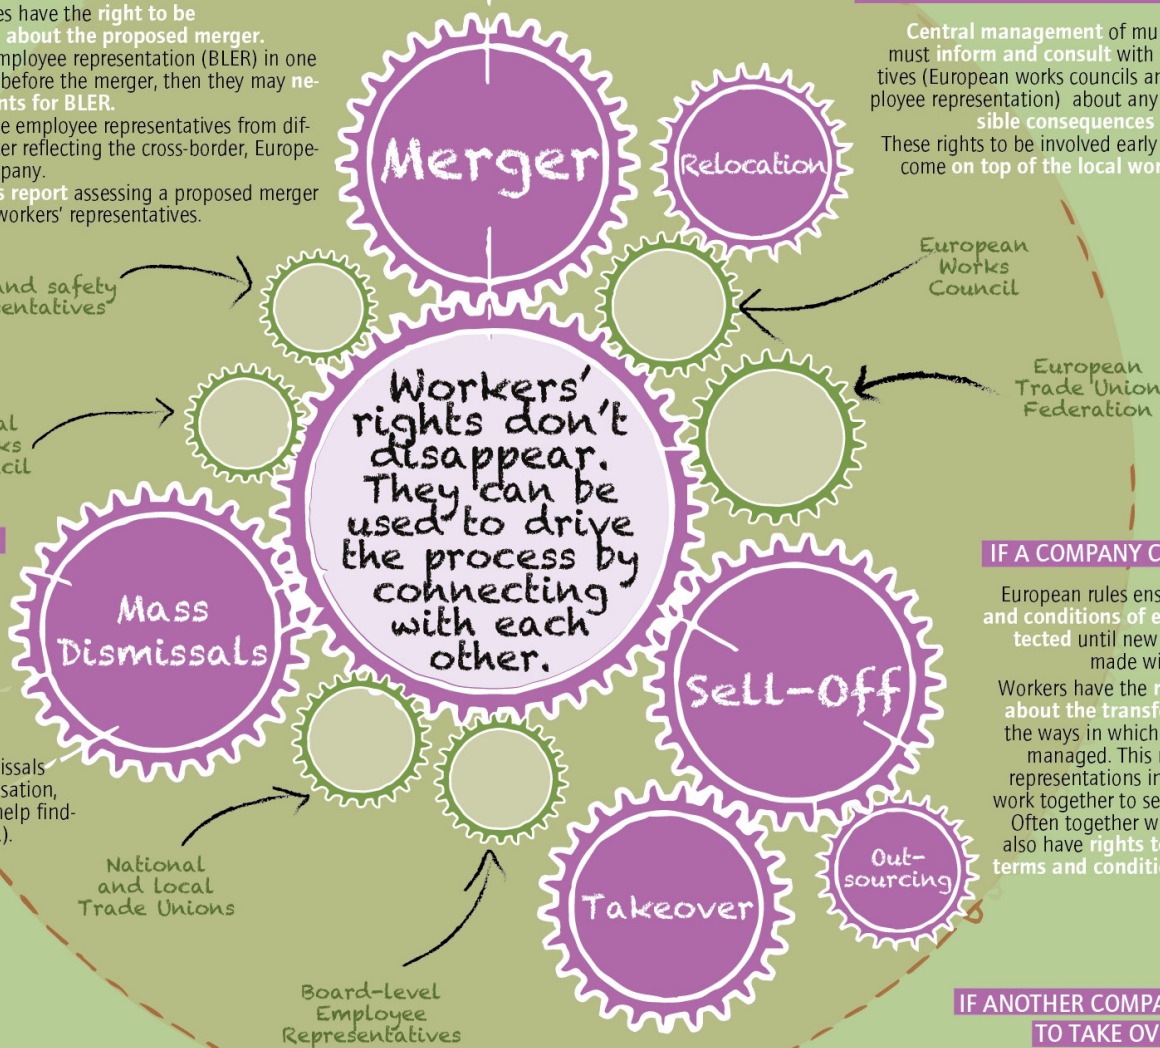 es have the right to be
about the proposed merger.
mployee representation (BLER) in one
before the merger, then they may ne-
nts for BLER.
e employee representatives from dif-
er reflecting the cross-border, Europe-
pany.
s report assessing a proposed merger
workers' representatives.
Central management of mu
must inform and consult with
tives (European works councils an
ployee representation) about any
sible consequences
These rights to be involved early
come on top of the local wor
Merger
Relocation
European
Works
Council
and safety
sentatives
European
Trade Union
Federation
al
ks
cil
Workers'
rights don't
disappear.
They can be
used to drive
the process by
connecting
with each
other.
Mass
Dismissals
Sell-Off
IF A COMPANY C
European rules ens
and conditions of e
tected until new
made wi
Workers have the
about the transfe
the ways in which
managed. This
representations in
work together to se
Often together w
also have rights to
terms and conditio
issals
sation,
help find-
).
National
and local
Trade Unions
Takeover
Out-
sourcing
Board-level
Employee
Representatives
IF ANOTHER COMPA
TO TAKE OV